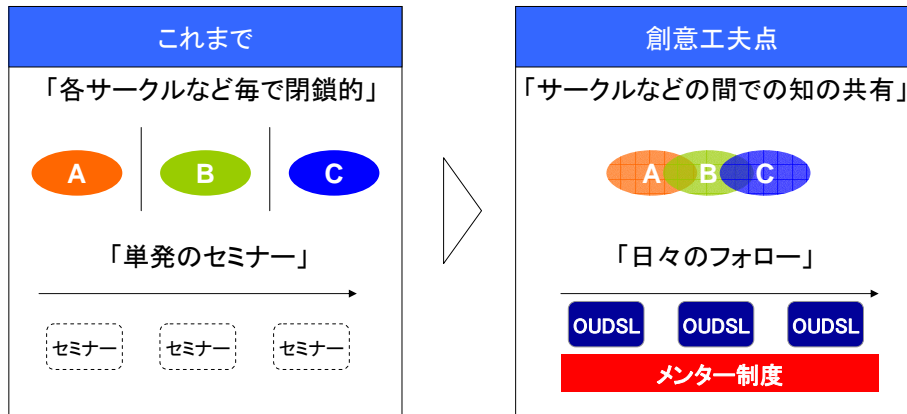 これまで
「各サークルなど毎で閉鎖的」
A
B
C
「単発のセミナー」
セミナー
セミナー
セミナー
創意工夫点
「サークルなどの間での知の共有」
A
B
C
「日々のフォロー」
OUDSL
OUDSL
OUDSL
メンター制度